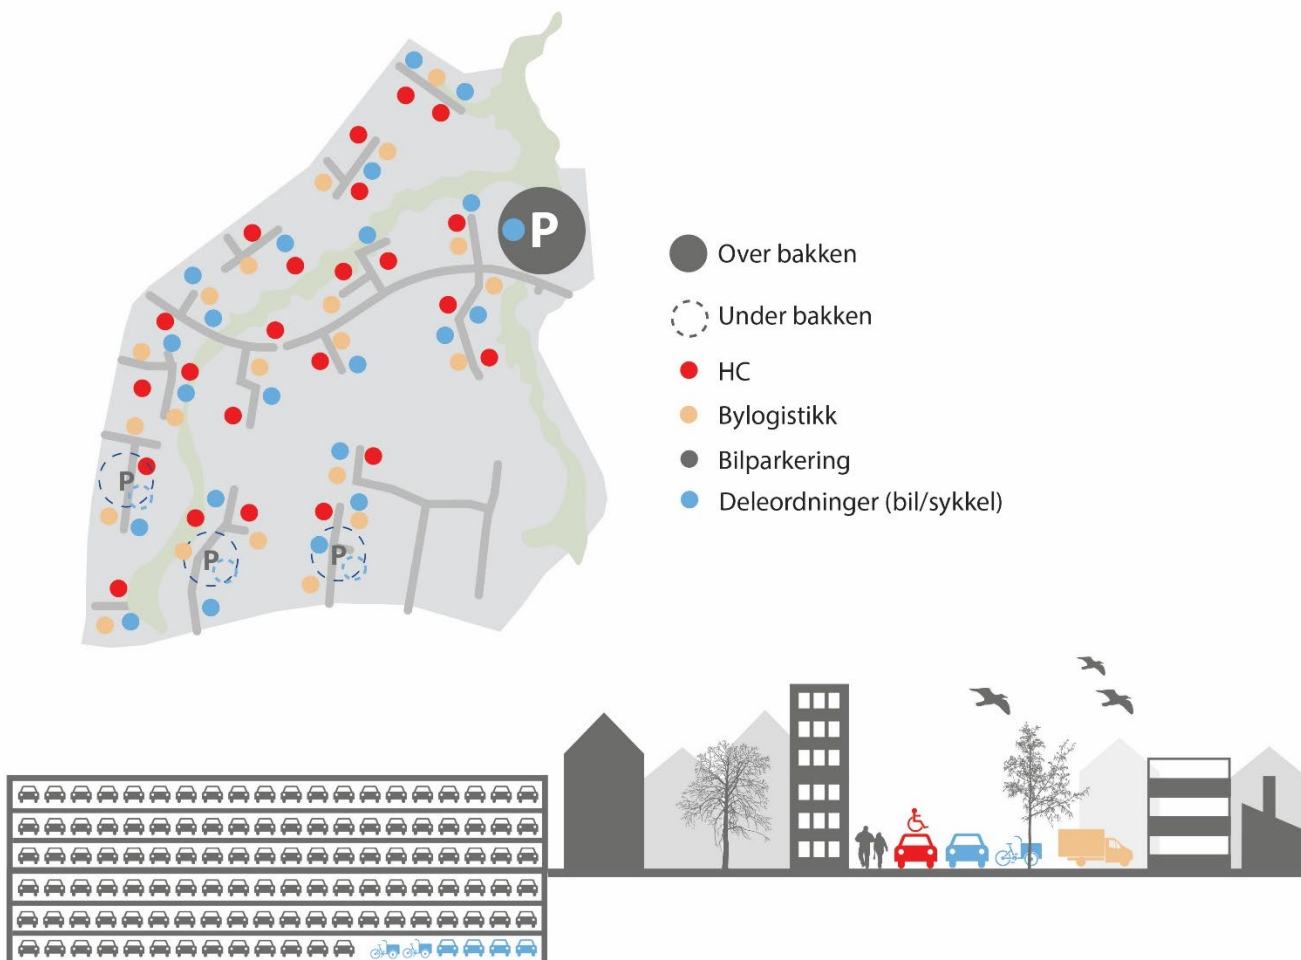 P
Over bakken
Under bakken
HC
Bylogistikk
Bilparkering
Deleordninger (bil/sykkel)
P
P
P